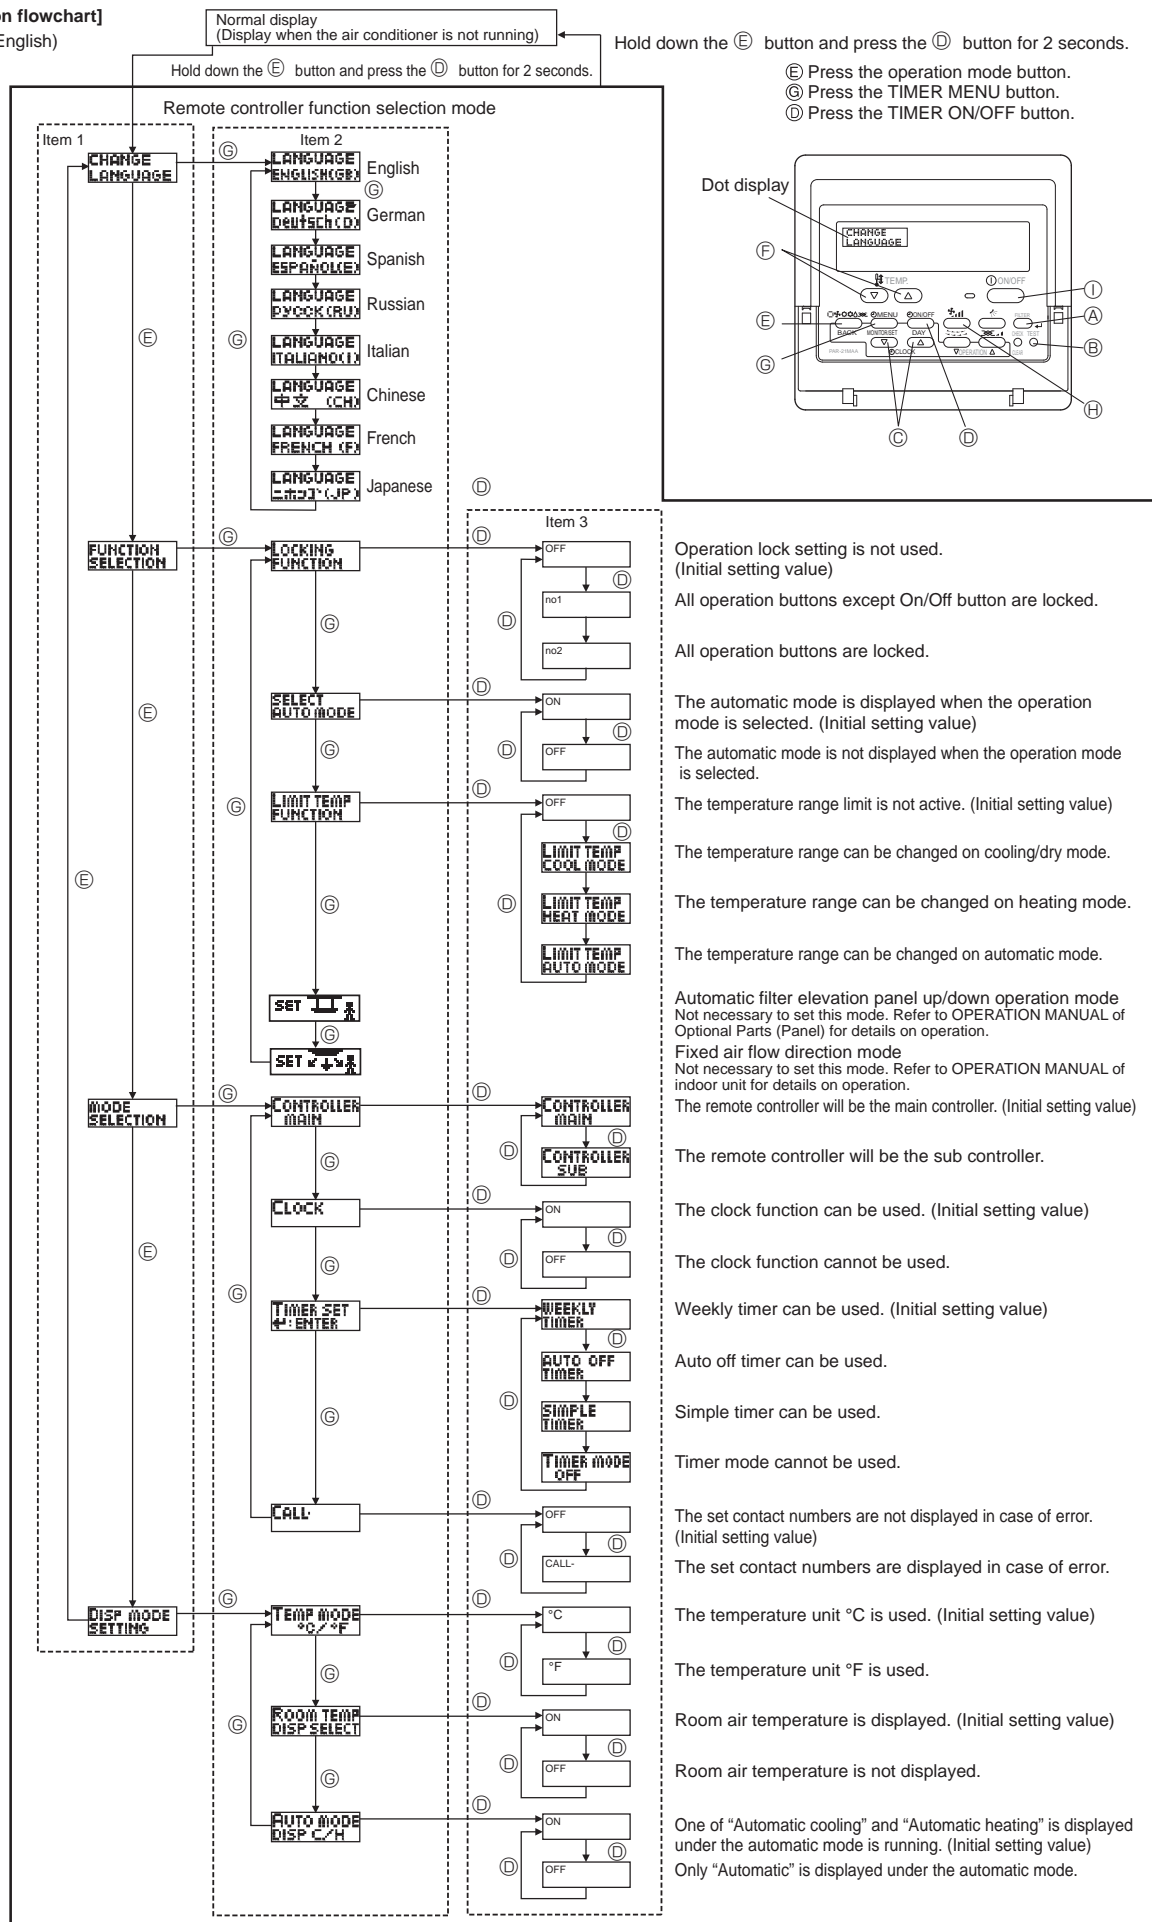 on flowchart]
English)
Normal display
(Display when the air conditioner is not running)
Hold down the Ⓔ button and press the Ⓓ button for 2 seconds.
Hold down the Ⓔ button and press the Ⓓ button for 2 seconds.
Ⓔ Press the operation mode button.
Ⓖ Press the TIMER MENU button.
Ⓓ Press the TIMER ON/OFF button.
Remote controller function selection mode
Item 1
Item 2
CHANGE
LANGUAGE
Ⓖ
LANGUAGE
ENGLISH(GB)
English
Ⓖ
LANGUAGE
Deutsch(D)
German
LANGUAGE
ESPAÑOL(E)
Spanish
LANGUAGE
РУССК(RU)
Russian
Ⓔ
Ⓖ
LANGUAGE
ITALIANO(I)
Italian
LANGUAGE
中文 (CH)
Chinese
LANGUAGE
FRENCH (F)
French
LANGUAGE
ニホンゴ(JP)
Japanese
Ⓓ
Dot display
CHANGE
LANGUAGE
Ⓕ
TEMP.
ON/OFF
Ⓘ
Ⓔ
MENU
ON/OFF
FILTER
Ⓐ
BACK
MONITOR/SET
DAY
CHECK TEST
Ⓑ
PAR-21MAA
CLOCK
OPERATION
CLEAR
Ⓖ
Ⓗ
Ⓒ
Ⓓ
Item 3
FUNCTION
SELECTION
Ⓖ
LOCKING
FUNCTION
Ⓓ
OFF
Operation lock setting is not used.
(Initial setting value)
Ⓓ
Ⓖ
Ⓓ
no1
All operation buttons except On/Off button are locked.
no2
All operation buttons are locked.
Ⓔ
SELECT
AUTO MODE
Ⓓ
ON
The automatic mode is displayed when the operation
mode is selected. (Initial setting value)
Ⓓ
Ⓖ
Ⓓ
OFF
The automatic mode is not displayed when the operation mode
is selected.
Ⓖ
LIMIT TEMP
FUNCTION
Ⓓ
OFF
The temperature range limit is not active. (Initial setting value)
Ⓓ
LIMIT TEMP
COOL MODE
The temperature range can be changed on cooling/dry mode.
Ⓔ
Ⓖ
Ⓓ
LIMIT TEMP
HEAT MODE
The temperature range can be changed on heating mode.
LIMIT TEMP
AUTO MODE
The temperature range can be changed on automatic mode.
SET
Automatic filter elevation panel up/down operation mode
Not necessary to set this mode. Refer to OPERATION MANUAL of
Optional Parts (Panel) for details on operation.
Ⓖ
SET
Fixed air flow direction mode
Not necessary to set this mode. Refer to OPERATION MANUAL of
indoor unit for details on operation.
MODE
SELECTION
Ⓖ
CONTROLLER
MAIN
Ⓓ
CONTROLLER
MAIN
The remote controller will be the main controller. (Initial setting value)
Ⓓ
Ⓖ
Ⓓ
CONTROLLER
SUB
The remote controller will be the sub controller.
CLOCK
Ⓓ
ON
The clock function can be used. (Initial setting value)
Ⓓ
Ⓔ
Ⓖ
Ⓓ
OFF
The clock function cannot be used.
Ⓖ
TIMER SET
↵:ENTER
Ⓓ
WEEKLY
TIMER
Weekly timer can be used. (Initial setting value)
Ⓓ
AUTO OFF
TIMER
Auto off timer can be used.
Ⓖ
Ⓓ
SIMPLE
TIMER
Simple timer can be used.
TIMER MODE
OFF
Timer mode cannot be used.
CALL-
Ⓓ
OFF
The set contact numbers are not displayed in case of error.
(Initial setting value)
Ⓓ
Ⓓ
CALL-
The set contact numbers are displayed in case of error.
DISP MODE
SETTING
Ⓖ
TEMP MODE
°C/°F
Ⓓ
°C
The temperature unit °C is used. (Initial setting value)
Ⓓ
Ⓖ
Ⓓ
°F
The temperature unit °F is used.
Ⓖ
ROOM TEMP
DISP SELECT
Ⓓ
ON
Room air temperature is displayed. (Initial setting value)
Ⓓ
Ⓖ
Ⓓ
OFF
Room air temperature is not displayed.
AUTO MODE
DISP C/H
Ⓓ
ON
One of “Automatic cooling” and “Automatic heating” is displayed
under the automatic mode is running. (Initial setting value)
Ⓓ
Ⓓ
OFF
Only “Automatic” is displayed under the automatic mode.